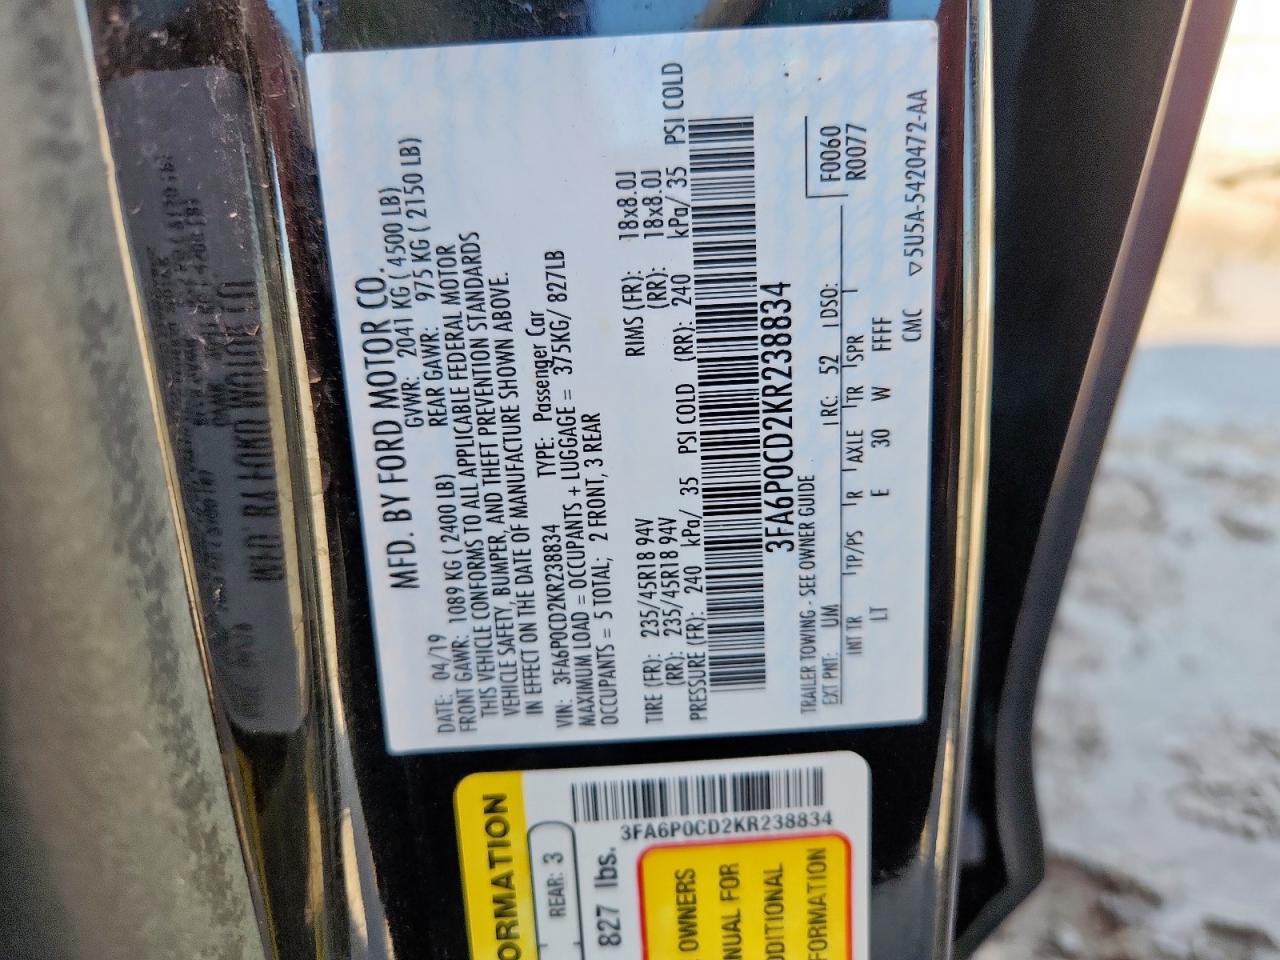 MFD. BY FORD MOTOR CO.
DATE: 04/19 GVWR: 2041 KG ( 4500 LB)
FRONT GAWR: 1089 KG ( 2400 LB) REAR GAWR: 975 KG ( 2150 LB)
THIS VEHICLE CONFORMS TO ALL APPLICABLE FEDERAL MOTOR
VEHICLE SAFETY, BUMPER, AND THEFT PREVENTION STANDARDS
IN EFFECT ON THE DATE OF MANUFACTURE SHOWN ABOVE.
VIN: 3FA6P0CD2KR238834 TYPE: Passenger Car
MAXIMUM LOAD = OCCUPANTS + LUGGAGE = 375KG/ 827LB
OCCUPANTS = 5 TOTAL; 2 FRONT, 3 REAR
TIRE (FR): 235/45R18 94V RIMS (FR): 18x8.0J
(RR): 235/45R18 94V (RR): 18x8.0J
PRESSURE (FR): 240 kPa/ 35 PSI COLD (RR): 240 kPa/ 35 PSI COLD
3FA6P0CD2KR238834
TRAILER TOWING - SEE OWNER GUIDE
F0060
R0077
EXT PNT: UM RC: 52 DSO:
INT TR TP/PS R AXLE TR SPR
LT E 30 W FFF
CMC ▽5U5A-5420472-AA
ORMATION
REAR: 3
827 lbs.
3FA6P0CD2KR238834
OWNERS
NUAL FOR
DITIONAL
FORMATION